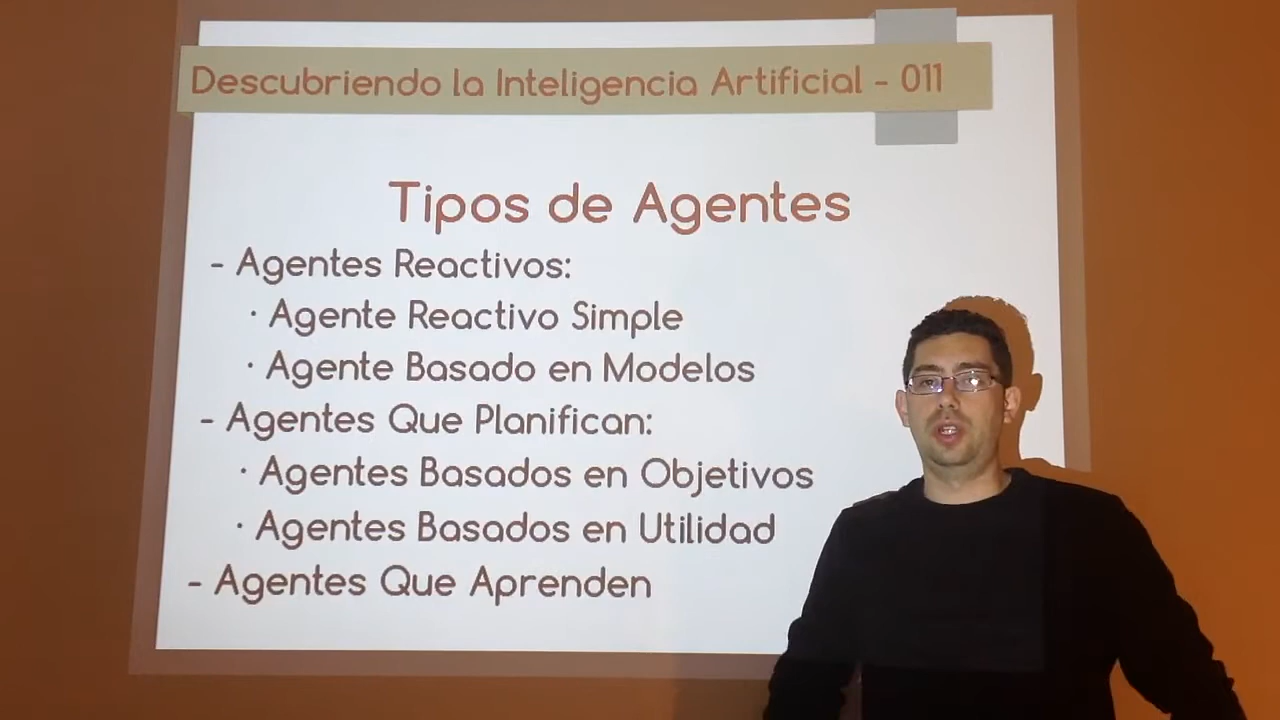 Descubriendo la Inteligencia Artificial - 011
Tipos de Agentes
- Agentes Reactivos:
· Agente Reactivo Simple
· Agente Basado en Modelos
- Agentes Que Planifican:
· Agentes Basados en Objetivos
· Agentes Basados en Utilidad
- Agentes Que Aprenden